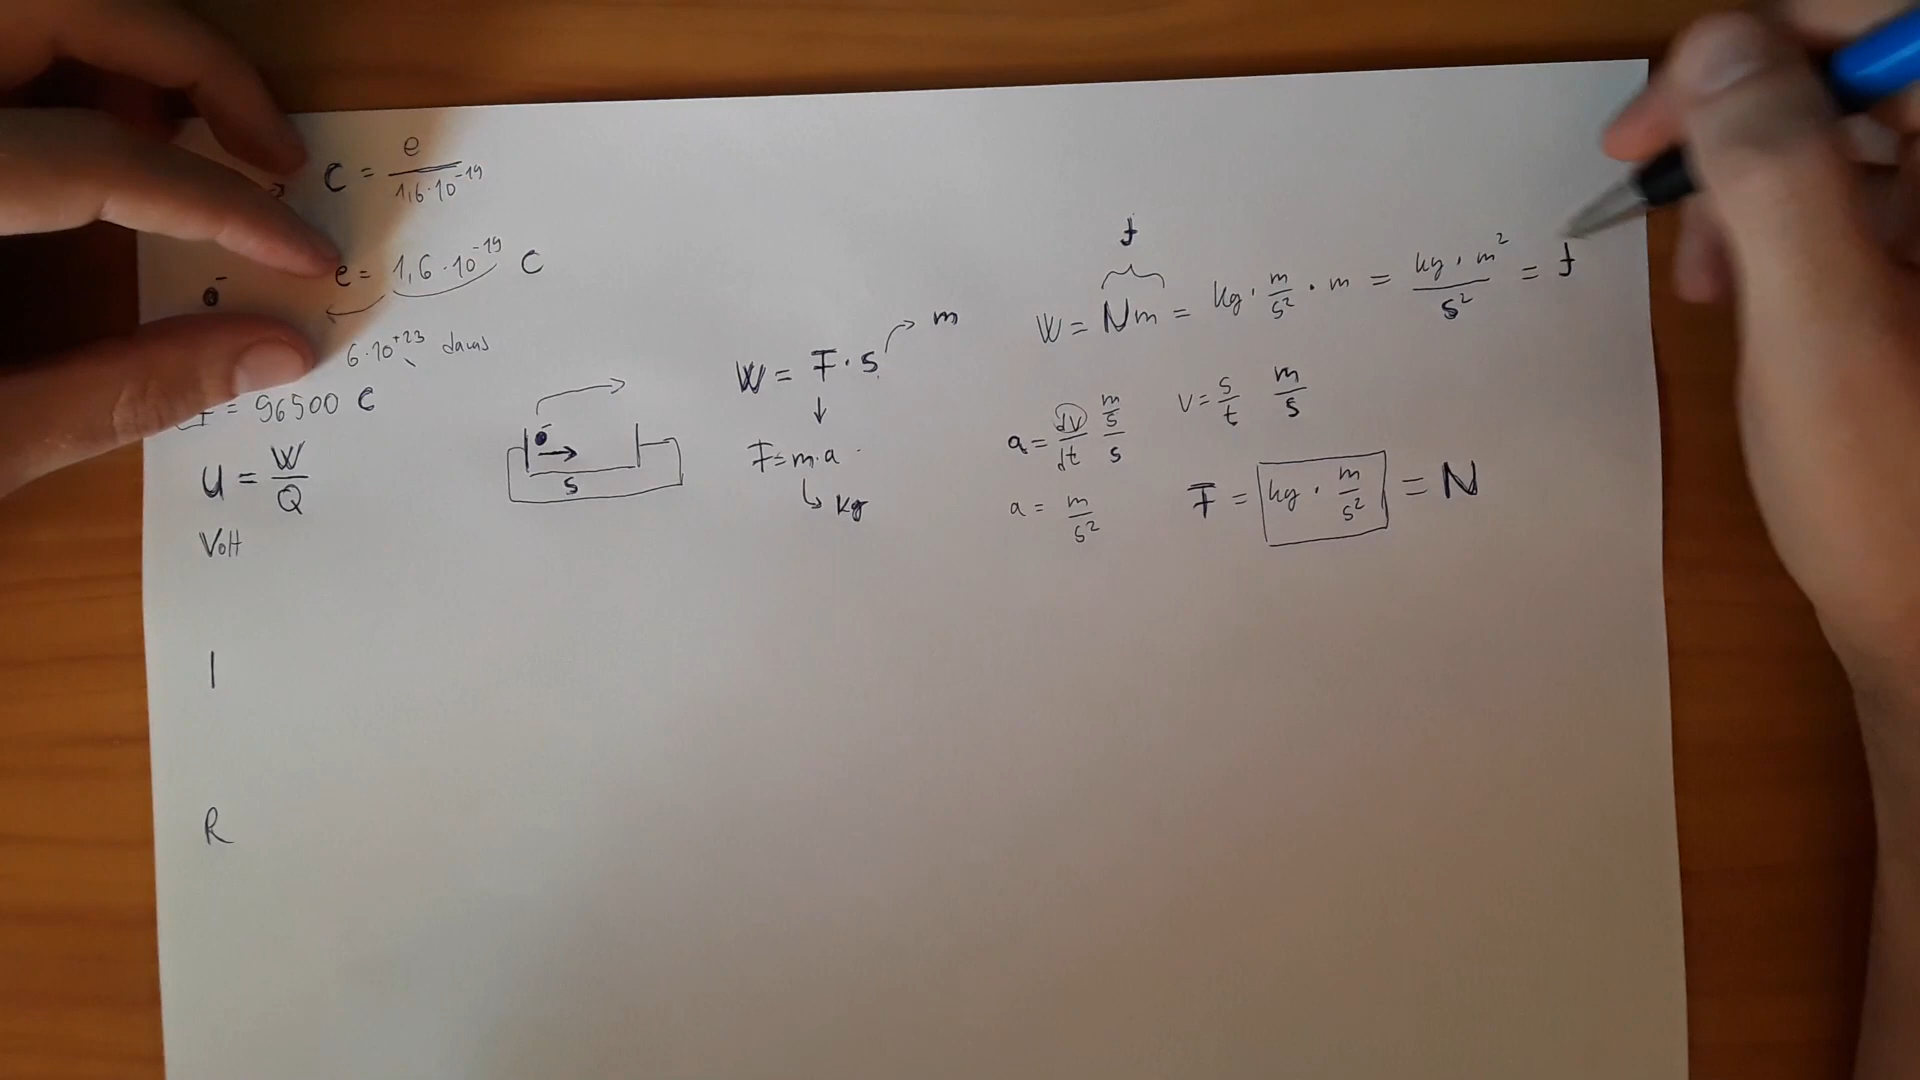 C = e / 1,6·10⁻¹⁹
e = 1,6·10⁻¹⁹ C
6·10⁺²³ davas
= 96500 C
U = W / Q
Volt
I
R
s
W = F·s → m
F = m·a
kg
J
W = Nm = kg · m/s² · m = kg·m² / s² = J
a = dv/dt m/s / s
v = s/t m/s
a = m/s²
F = kg · m/s² = N